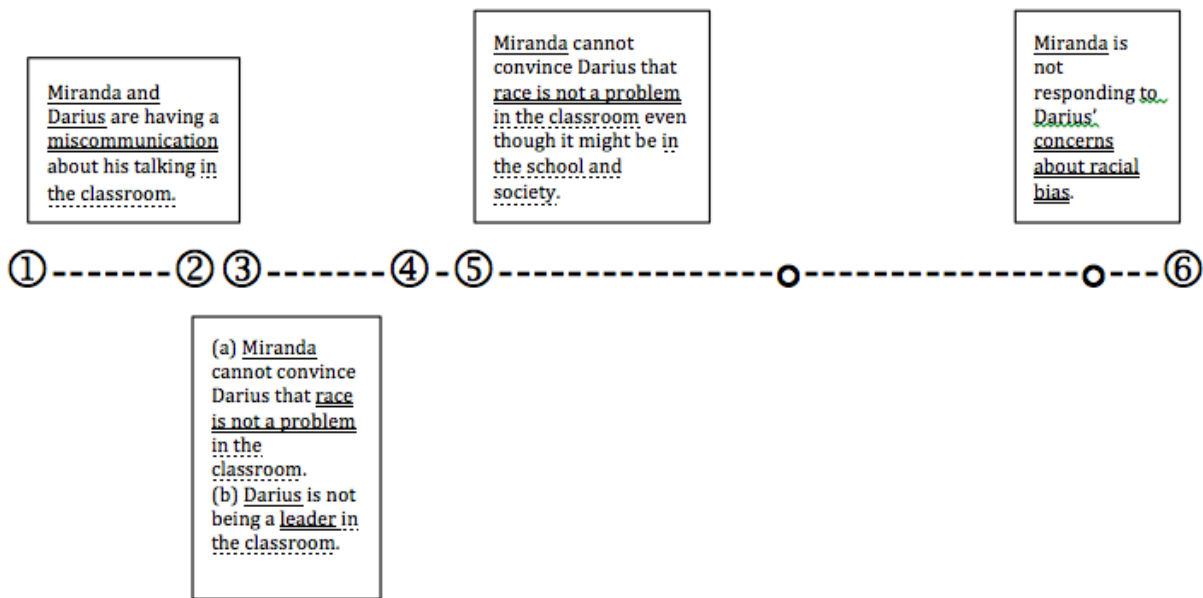 Miranda and
Darius are having a
miscommunication
about his talking in
the classroom.
Miranda cannot
convince Darius that
race is not a problem
in the classroom even
though it might be in
the school and
society.
Miranda is
not
responding to
Darius'
concerns
about racial
bias.
① ② ③ ④ ⑤ ⑥
(a) Miranda
cannot convince
Darius that race
is not a problem
in the
classroom.
(b) Darius is not
being a leader in
the classroom.